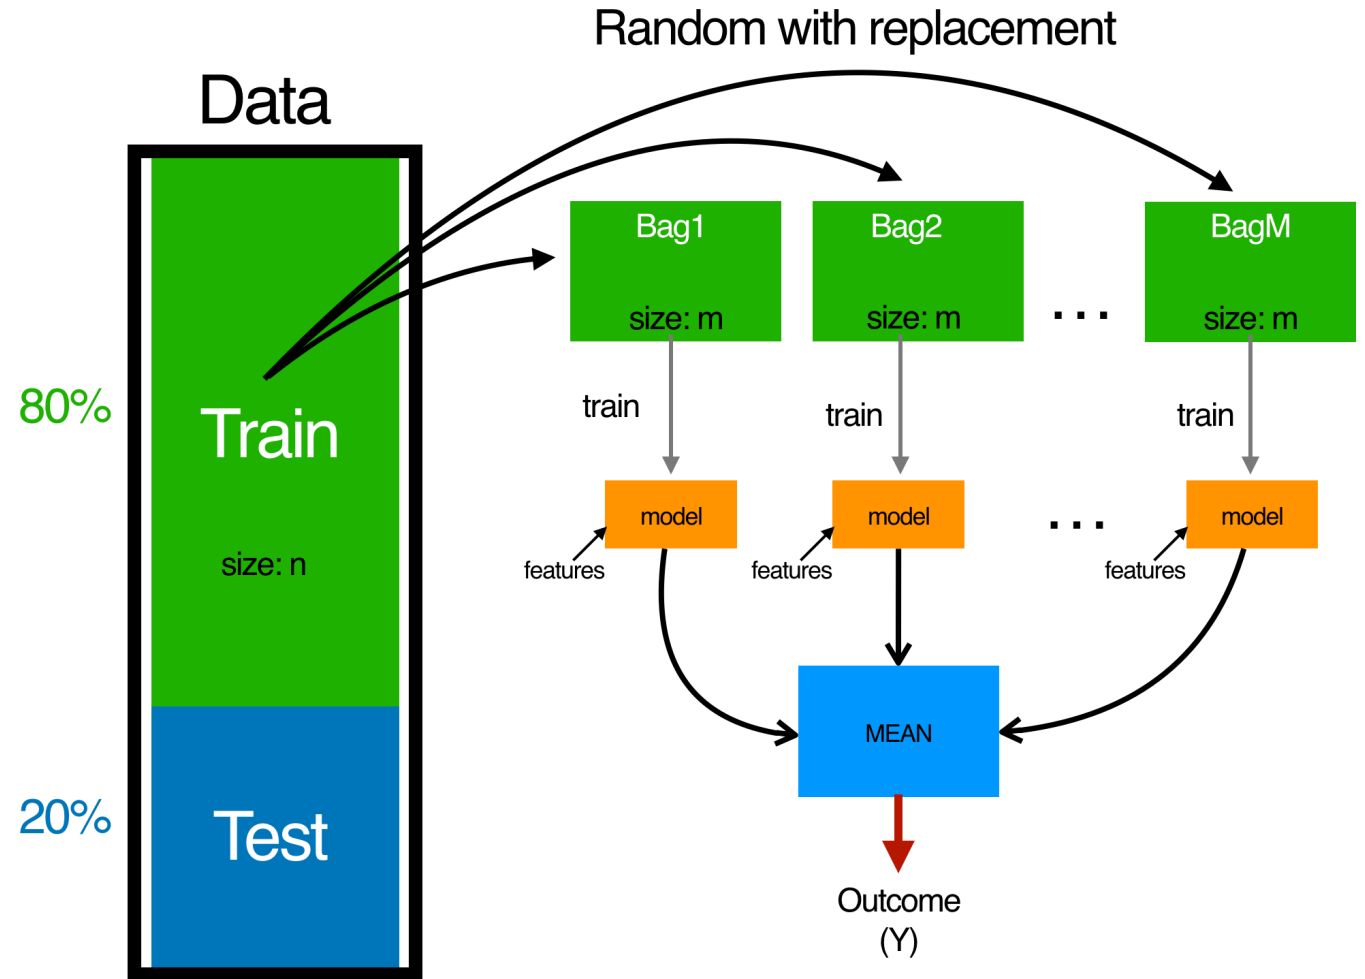 Random with replacement
Data
80%
Train
size: n
20%
Test
Bag1
size: m
Bag2
size: m
...
BagM
size: m
train
train
train
model
model
...
model
features
features
features
MEAN
Outcome
(Y)